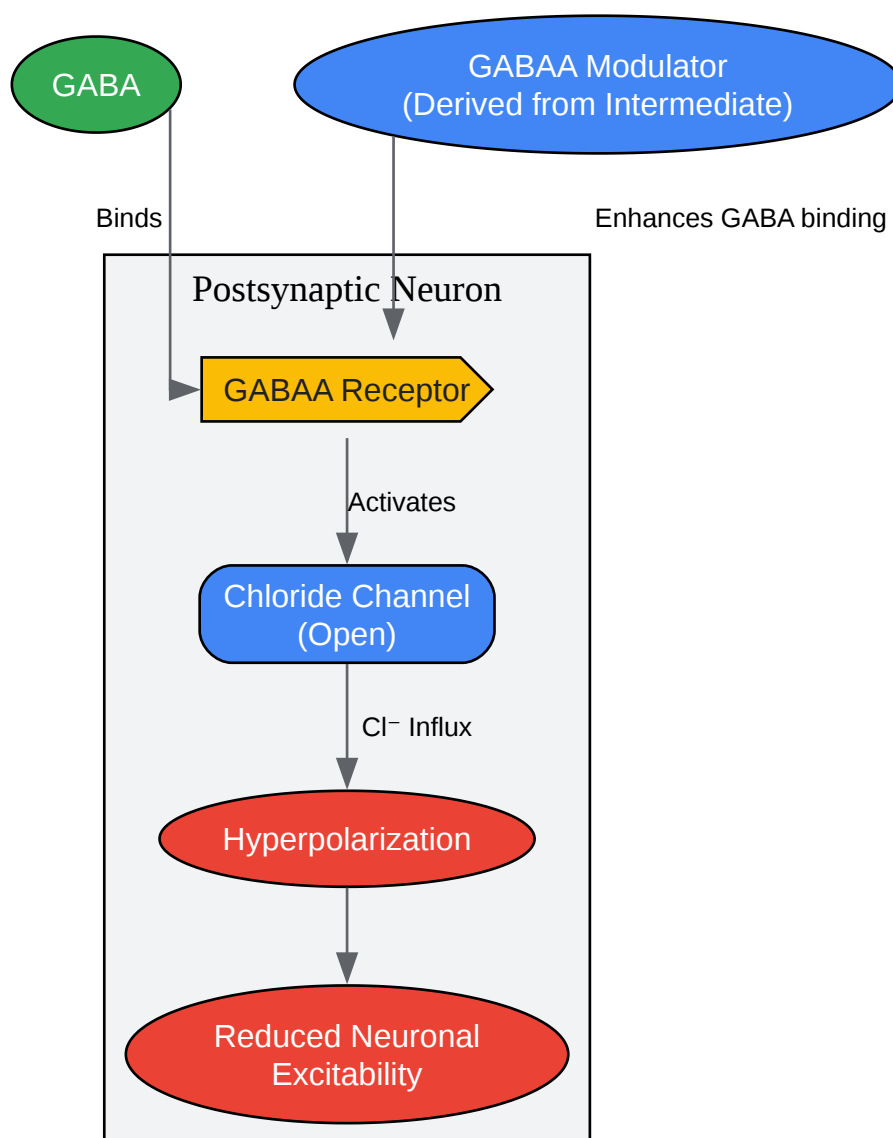 GABA
GABAA Modulator
(Derived from Intermediate)
Binds
Enhances GABA binding
Postsynaptic Neuron
GABAA Receptor
Activates
Chloride Channel
(Open)
Cl⁻ Influx
Hyperpolarization
Reduced Neuronal
Excitability